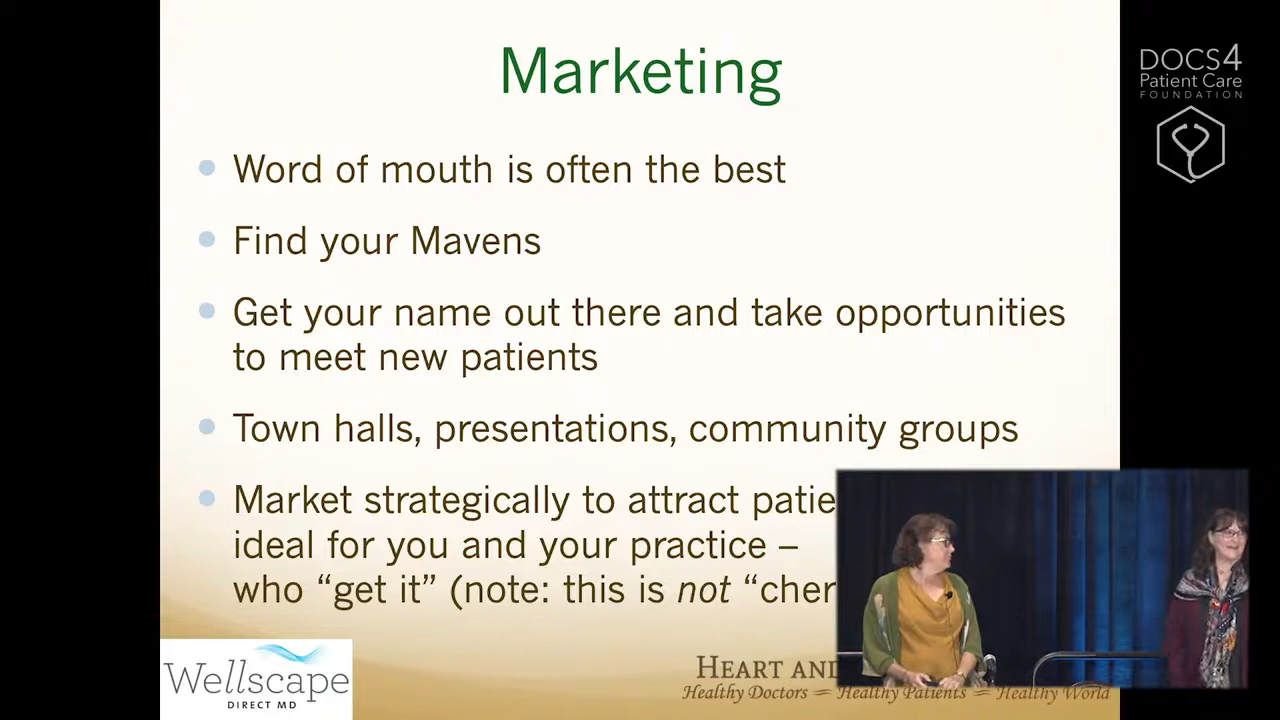 Marketing
Word of mouth is often the best
Find your Mavens
Get your name out there and take opportunities
to meet new patients
Town halls, presentations, community groups
Market strategically to attract
ideal for you and your practice –
who “get it” (note: this is not
DOCS4
Patient Care
FOUNDATION
Wellscape
DIRECT MD
HEART AND
Healthy Doctors = Healthy Patients = Healthy World